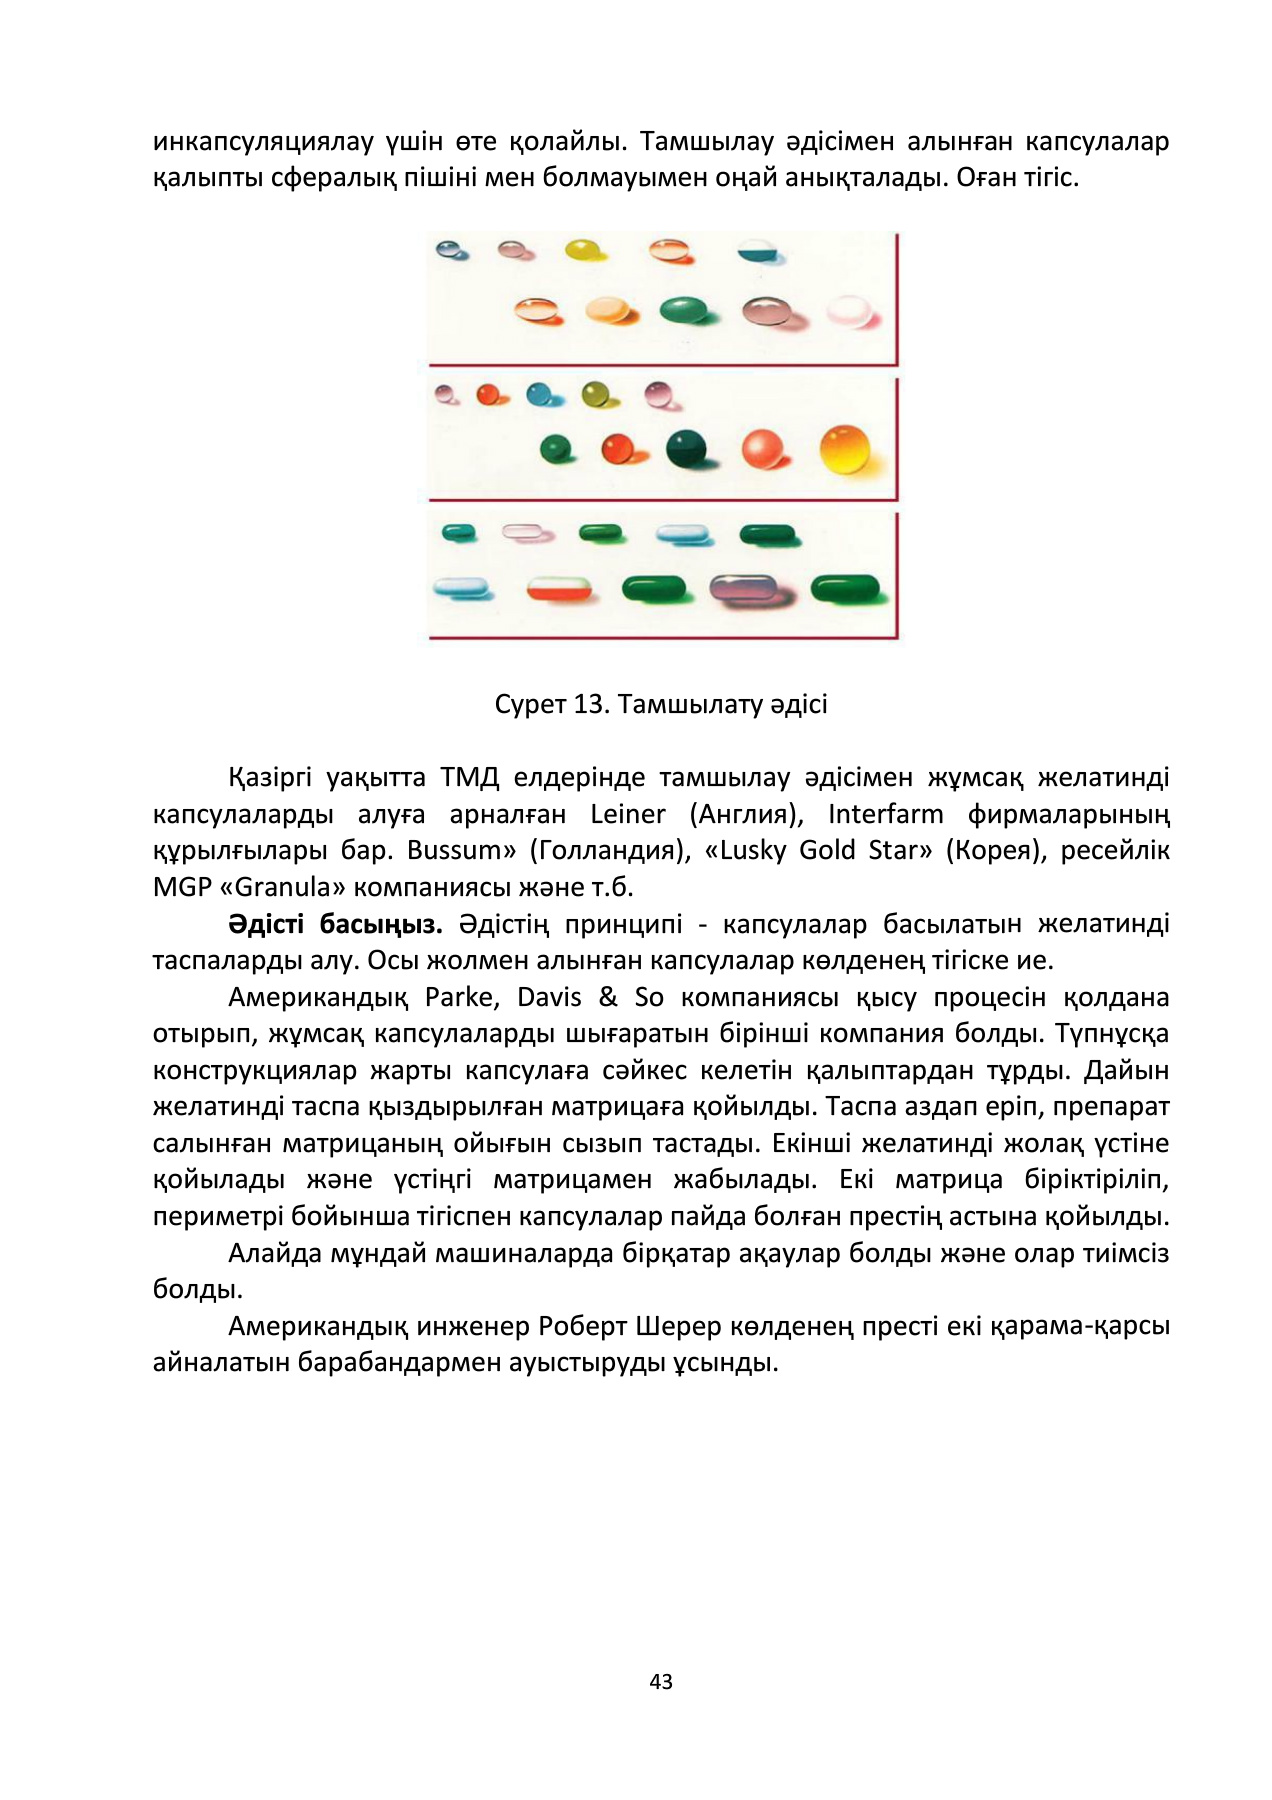 инкапсуляциялау үшін өте қолайлы. Тамшылау әдісімен алынған капсулалар
қалыпты сфералық пішіні мен болмауымен оңай анықталады. Оған тігіс.
Сурет 13. Тамшылату әдісі
Қазіргі уақытта ТМД елдерінде тамшылау әдісімен жұмсақ желатинді
капсулаларды алуға арналған Leiner (Англия), Interfarm фирмаларының
құрылғылары бар. Bussum» (Голландия), «Lusky Gold Star» (Корея), ресейлік
MGP «Granula» компаниясы және т.б.
Әдісті басыңыз. Әдістің принципі - капсулалар басылатын желатинді
таспаларды алу. Осы жолмен алынған капсулалар көлденең тігіске ие.
Американдық Parke, Davis & So компаниясы қысу процесін қолдана
отырып, жұмсақ капсулаларды шығаратын бірінші компания болды. Түпнұсқа
конструкциялар жарты капсулаға сәйкес келетін қалыптардан тұрды. Дайын
желатинді таспа қыздырылған матрицаға қойылды. Таспа аздап еріп, препарат
салынған матрицаның ойығын сызып тастады. Екінші желатинді жолақ үстіне
қойылады және үстіңгі матрицамен жабылады. Екі матрица біріктіріліп,
периметрі бойынша тігіспен капсулалар пайда болған престің астына қойылды.
Алайда мұндай машиналарда бірқатар ақаулар болды және олар тиімсіз
болды.
Американдық инженер Роберт Шерер көлденең престі екі қарама-қарсы
айналатын барабандармен ауыстыруды ұсынды.
43